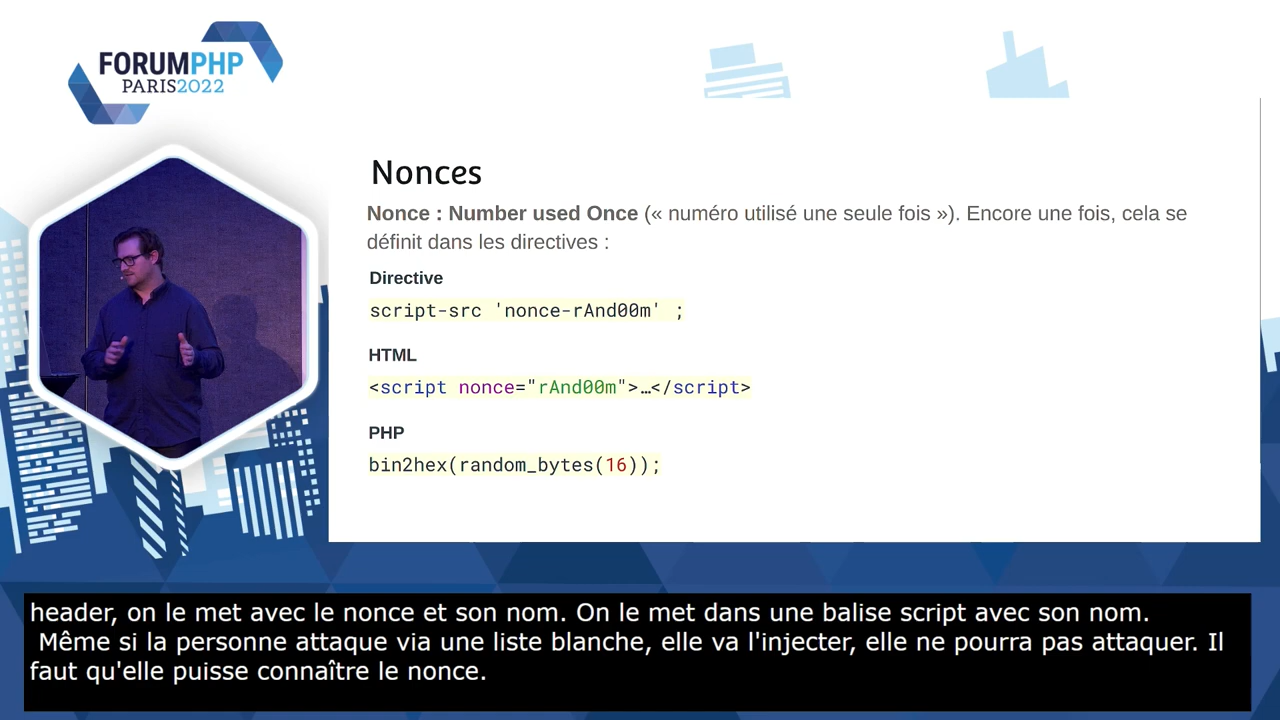 FORUMPHP
PARIS2022
Nonces
Nonce : Number used Once (« numéro utilisé une seule fois »). Encore une fois, cela se
définit dans les directives :
Directive
script-src 'nonce-rAnd00m' ;
HTML
<script nonce="rAnd00m">…</script>
PHP
bin2hex(random_bytes(16));
header, on le met avec le nonce et son nom. On le met dans une balise script avec son nom.
Même si la personne attaque via une liste blanche, elle va l'injecter, elle ne pourra pas attaquer. Il
faut qu'elle puisse connaître le nonce.